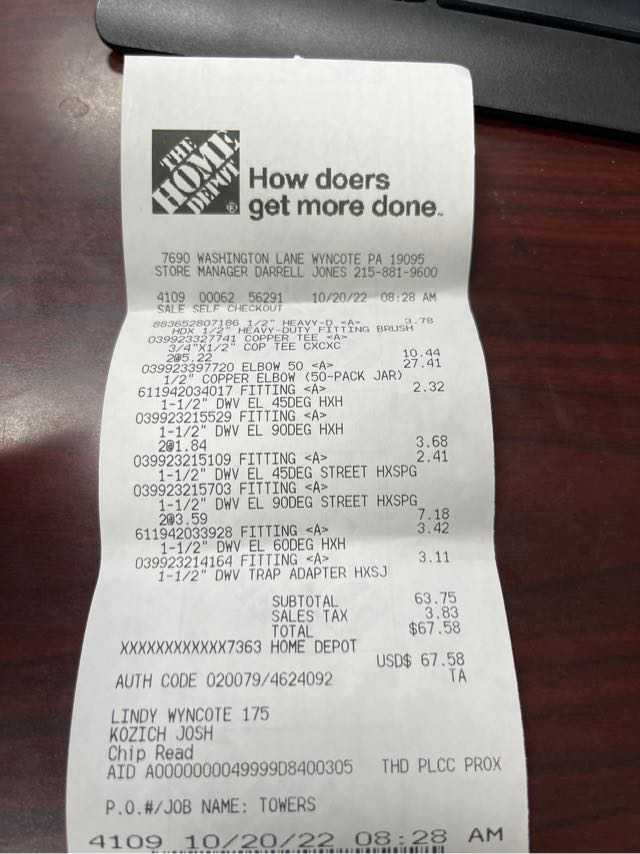 THE
HOME
DEPOT
®
How doers
get more done.™
7690 WASHINGTON LANE WYNCOTE PA 19095
STORE MANAGER DARRELL JONES 215-881-9600
4109 00062 56291 10/20/22 08:28 AM
SALE SELF CHECKOUT
883652807186 1/2" HEAVY-D <A> 3.78
HDX 1/2" HEAVY-DUTY FITTING BRUSH
039923327741 COPPER TEE <A>
3/4"X1/2" COP TEE CXCXC
2@5.22 10.44
039923397720 ELBOW 50 <A> 27.41
1/2" COPPER ELBOW (50-PACK JAR)
611942034017 FITTING <A> 2.32
1-1/2" DWV EL 45DEG HXH
039923215529 FITTING <A>
1-1/2" DWV EL 90DEG HXH
2@1.84 3.68
039923215109 FITTING <A> 2.41
1-1/2" DWV EL 45DEG STREET HXSPG
039923215703 FITTING <A>
1-1/2" DWV EL 90DEG STREET HXSPG
2@3.59 7.18
611942033928 FITTING <A> 3.42
1-1/2" DWV EL 60DEG HXH
039923214164 FITTING <A> 3.11
1-1/2" DWV TRAP ADAPTER HXSJ
SUBTOTAL 63.75
SALES TAX 3.83
TOTAL $67.58
XXXXXXXXXXXX7363 HOME DEPOT
USD$ 67.58
AUTH CODE 020079/4624092 TA
LINDY WYNCOTE 175
KOZICH JOSH
Chip Read
AID A0000000049999D8400305 THD PLCC PROX
P.O.#/JOB NAME: TOWERS
4109 10/20/22 08:28 AM